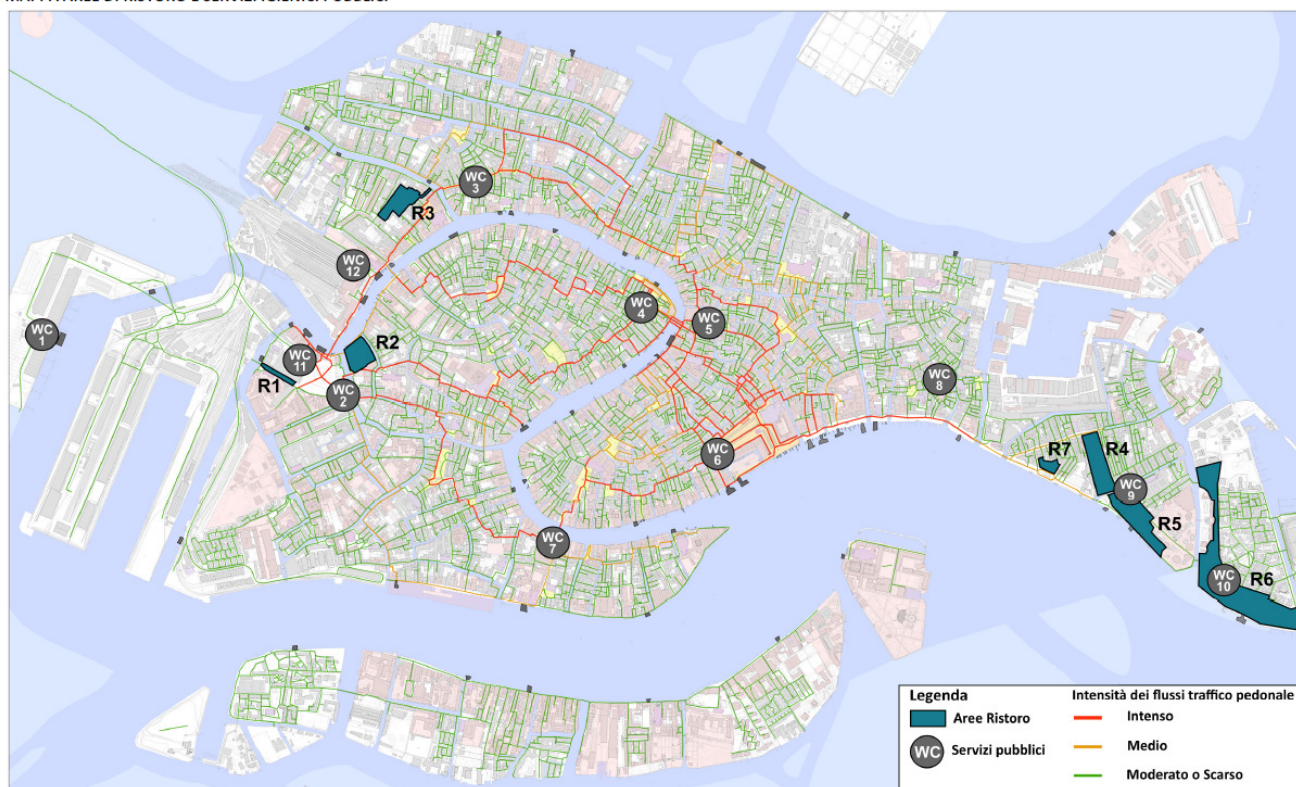 WC
3
R3
WC
12
WC
4
WC
5
WC
1
R2
WC
11
R1
WC
2
WC
8
WC
6
R7
R4
WC
9
R5
WC
7
WC
10
R6
Legenda
Intensità dei flussi traffico pedonale
Aree Ristoro
Intenso
WC
Servizi pubblici
Medio
Moderato o Scarso